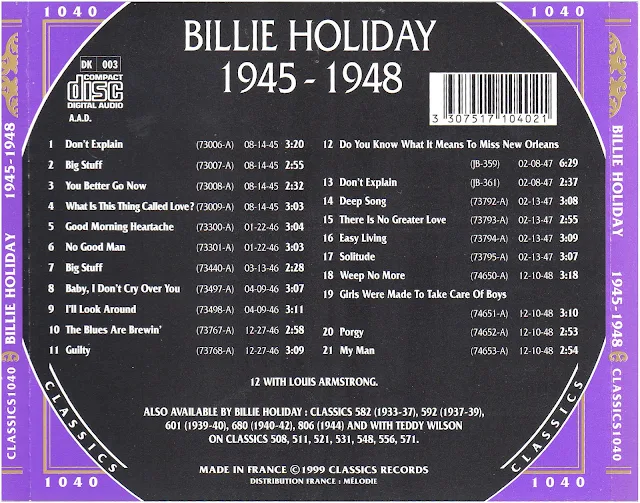 1040
1040
BILLIE HOLIDAY
1945 - 1948
DK 003
COMPACT
disc
DIGITAL AUDIO
A.A.D.
3 307517 104021
1 Don't Explain (73006-A) 08-14-45 3:20
2 Big Stuff (73007-A) 08-14-45 2:55
3 You Better Go Now (73008-A) 08-14-45 2:32
4 What Is This Thing Called Love? (73009-A) 08-14-45 3:03
5 Good Morning Heartache (73300-A) 01-22-46 3:04
6 No Good Man (73301-A) 01-22-46 3:03
7 Big Stuff (73440-A) 03-13-46 2:28
8 Baby, I Don't Cry Over You (73497-A) 04-09-46 3:07
9 I'll Look Around (73498-A) 04-09-46 3:11
10 The Blues Are Brewin' (73767-A) 12-27-46 2:58
11 Guilty (73768-A) 12-27-46 3:09
12 Do You Know What It Means To Miss New Orleans
(JB-359) 02-08-47 6:29
13 Don't Explain (JB-361) 02-08-47 2:37
14 Deep Song (73792-A) 02-13-47 3:08
15 There Is No Greater Love (73793-A) 02-13-47 2:55
16 Easy Living (73794-A) 02-13-47 3:09
17 Solitude (73795-A) 02-13-47 3:07
18 Weep No More (74650-A) 12-10-48 3:18
19 Girls Were Made To Take Care Of Boys
(74651-A) 12-10-48 3:10
20 Porgy (74652-A) 12-10-48 2:53
21 My Man (74653-A) 12-10-48 2:54
12 WITH LOUIS ARMSTRONG.
ALSO AVAILABLE BY BILLIE HOLIDAY : CLASSICS 582 (1933-37), 592 (1937-39),
601 (1939-40), 680 (1940-42), 806 (1944) AND WITH TEDDY WILSON
ON CLASSICS 508, 511, 521, 531, 548, 556, 571.
MADE IN FRANCE © 1999 CLASSICS RECORDS
DISTRIBUTION FRANCE : MÉLODIE
CLASSICS
CLASSICS
1040
1040
CLASSICS 1040 BILLIE HOLIDAY 1945-1948
BILLIE HOLIDAY 1945-1948 CLASSICS 1040